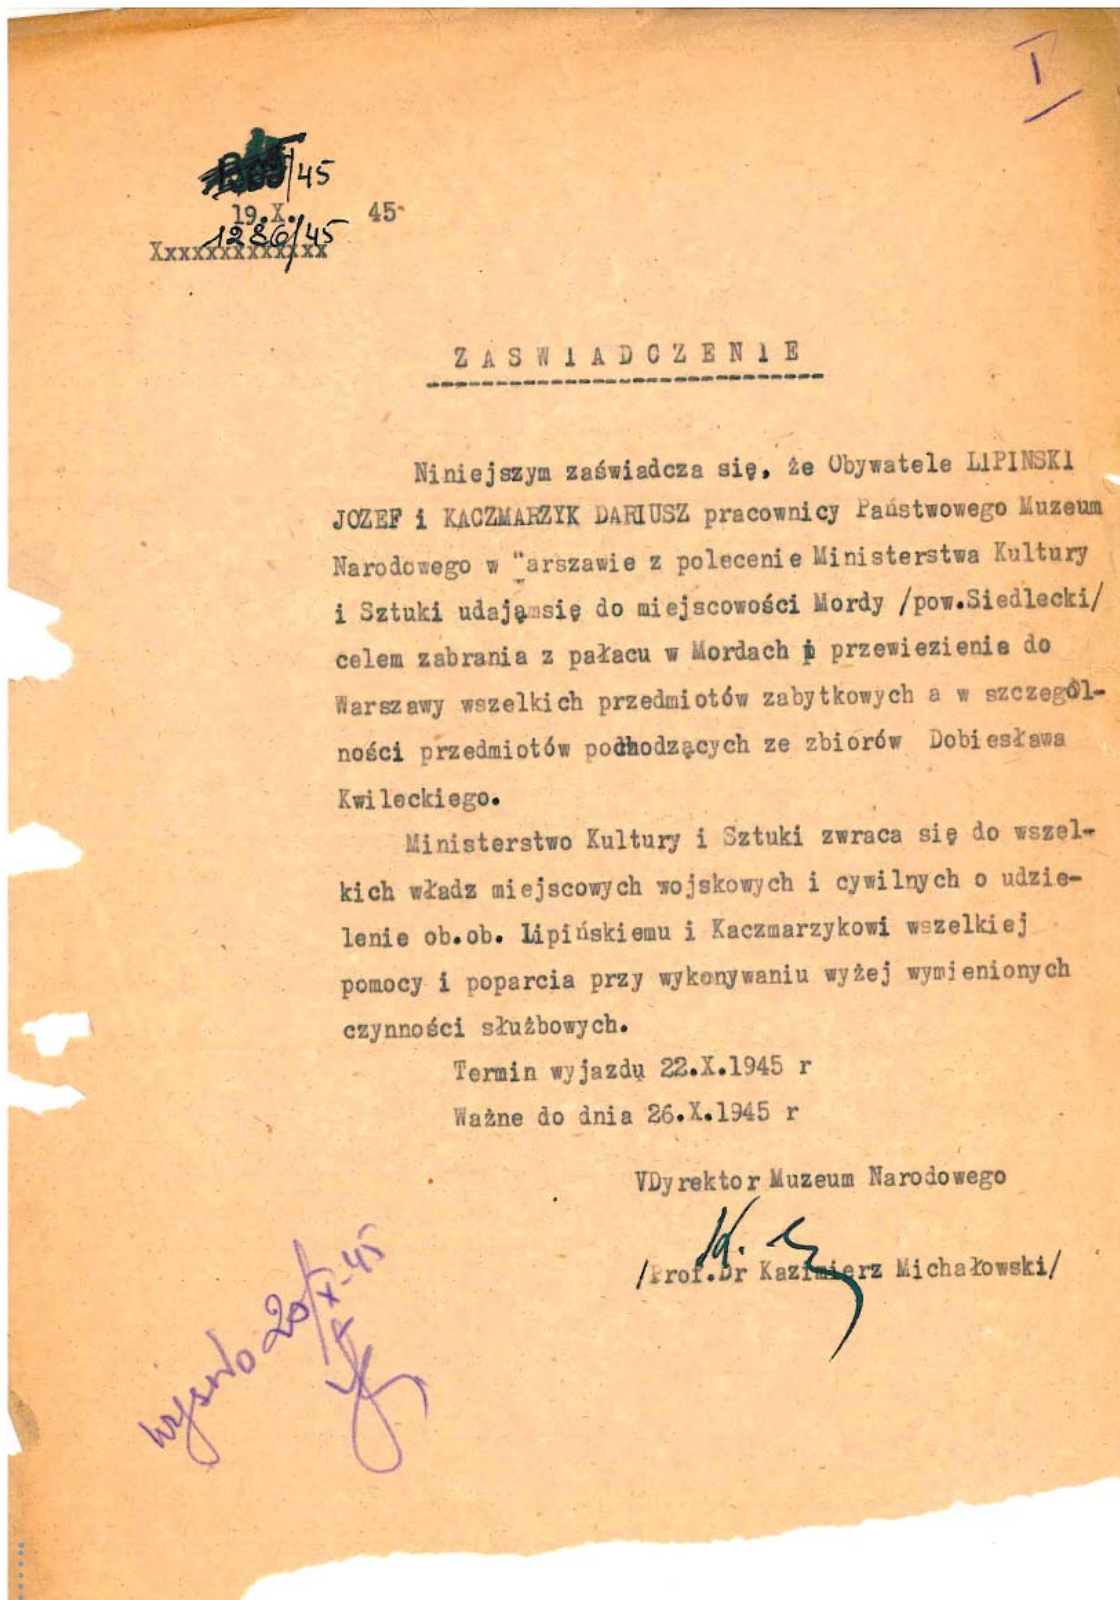 I
/45
19.X. 45
1286/45
Xxxxxxxxxxxxx
ZASWIADCZENIE
Niniejszym zaświadcza się, że Obywatele LIPINSKI
JOZEF i KACZMARZYK DARIUSZ pracownicy Państwowego Muzeum
Narodowego w "arszawie z polecenie Ministerstwa Kultury
i Sztuki udająmsię do miejscowości Mordy /pow.Siedlecki/
celem zabrania z pałacu w Mordach i przewiezienie do
Warszawy wszelkich przedmiotów zabytkowych a w szczegól-
ności przedmiotów pochodzących ze zbiorów Dobiesława
Kwileckiego.
Ministerstwo Kultury i Sztuki zwraca się do wszel-
kich władz miejscowych wojskowych i cywilnych o udzie-
lenie ob.ob. Lipińskiemu i Kaczmarzykowi wszelkiej
pomocy i poparcia przy wykonywaniu wyżej wymienionych
czynności służbowych.
Termin wyjazdu 22.X.1945 r
Ważne do dnia 26.X.1945 r
VDyrektor Muzeum Narodowego
/Prof.Dr Kazimierz Michałowski/
20/X-45